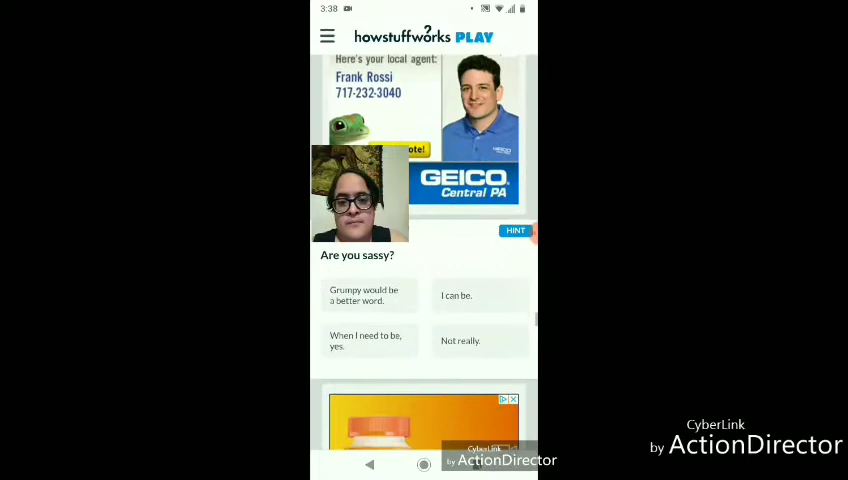 3:38
howstuffworks PLAY
Here's your local agent:
Frank Rossi
717-232-3040
ote!
GEICO
GEICO
Central PA
HINT
Are you sassy?
Grumpy would be
a better word.
I can be.
When I need to be,
yes.
Not really.
CyberLink
by ActionDirector
CyberLink
by ActionDirector